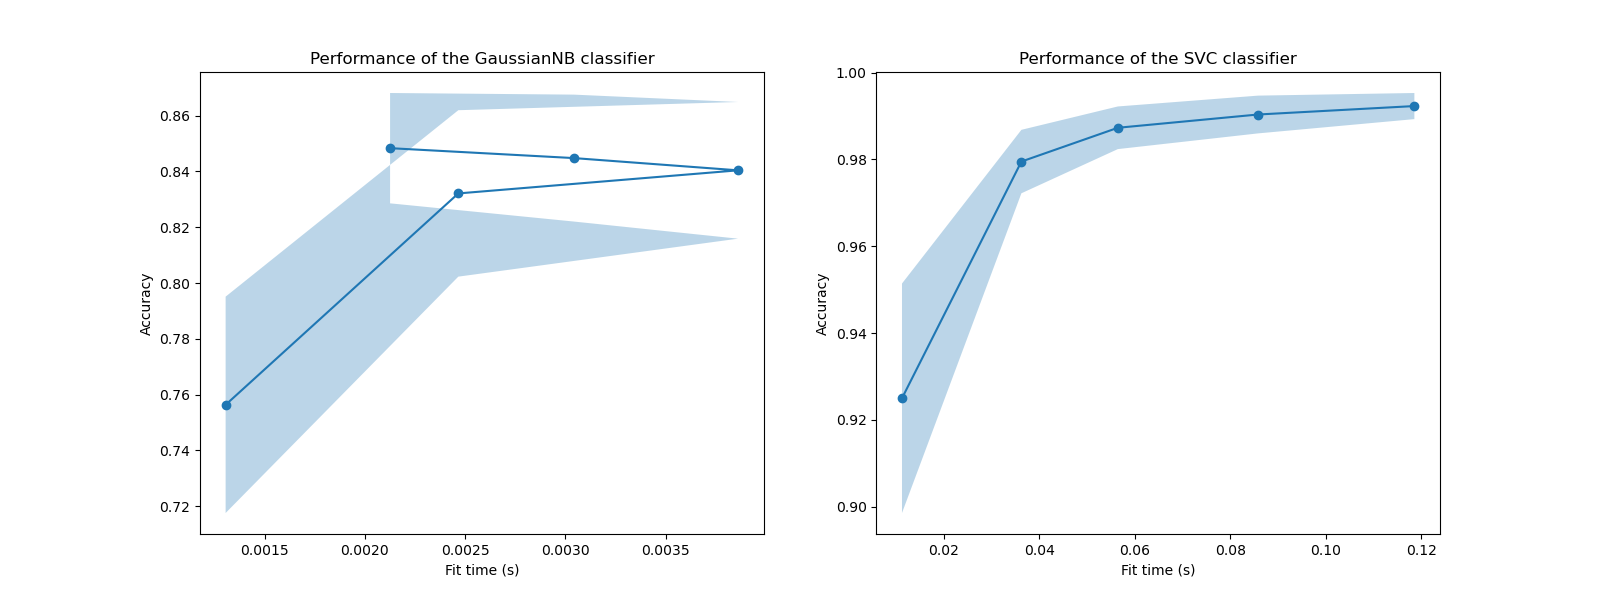 Performance of the GaussianNB classifier
0.86
0.84
0.82
0.80
0.78
0.76
0.74
0.72
Accuracy
0.0015 0.0020 0.0025 0.0030 0.0035
Fit time (s)
Performance of the SVC classifier
1.00
0.98
0.96
0.94
0.92
0.90
Accuracy
0.02 0.04 0.06 0.08 0.10 0.12
Fit time (s)